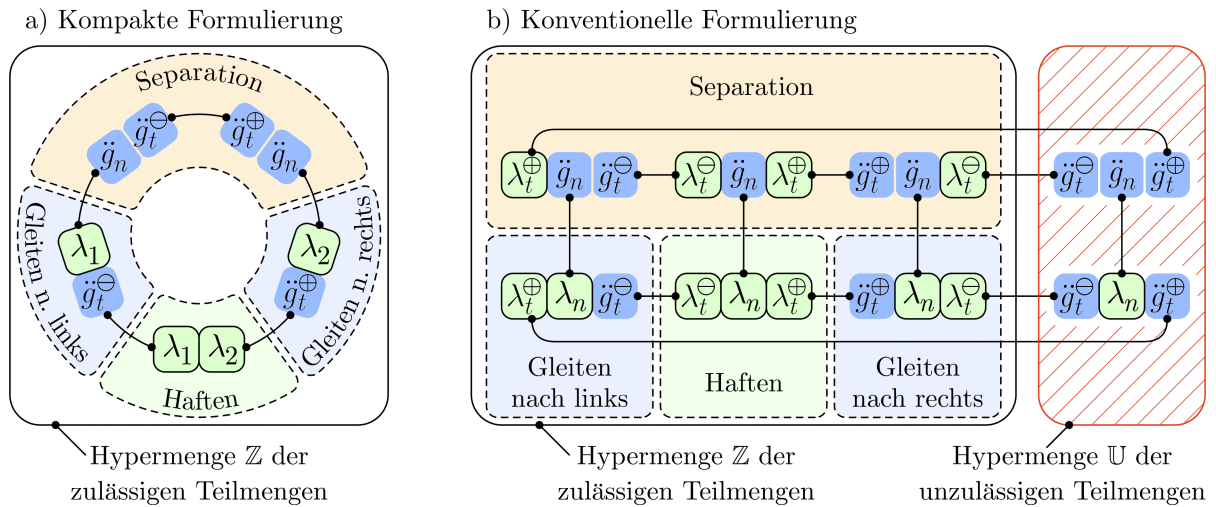 a) Kompakte Formulierung
Separation
g̈ₙ g̈ₜ^⊖ g̈ₜ^⊕ g̈ₙ
Gleiten n. links
λ₁ g̈ₜ^⊖
λ₁ λ₂
Haften
λ₂ g̈ₜ^⊕
Gleiten n. rechts
Hypermenge ℤ der
zulässigen Teilmengen
b) Konventionelle Formulierung
Separation
λₜ^⊕ g̈ₙ g̈ₜ^⊖ λₜ^⊖ g̈ₙ λₜ^⊕ g̈ₜ^⊕ g̈ₙ λₜ^⊖ g̈ₜ^⊖ g̈ₙ g̈ₜ^⊕
λₜ^⊕ λₙ g̈ₜ^⊖ λₜ^⊖ λₙ λₜ^⊕ g̈ₜ^⊕ λₙ λₜ^⊖ g̈ₜ^⊖ λₙ g̈ₜ^⊕
Gleiten
nach links
Haften
Gleiten
nach rechts
Hypermenge ℤ der
zulässigen Teilmengen
Hypermenge 𝕌 der
unzulässigen Teilmengen